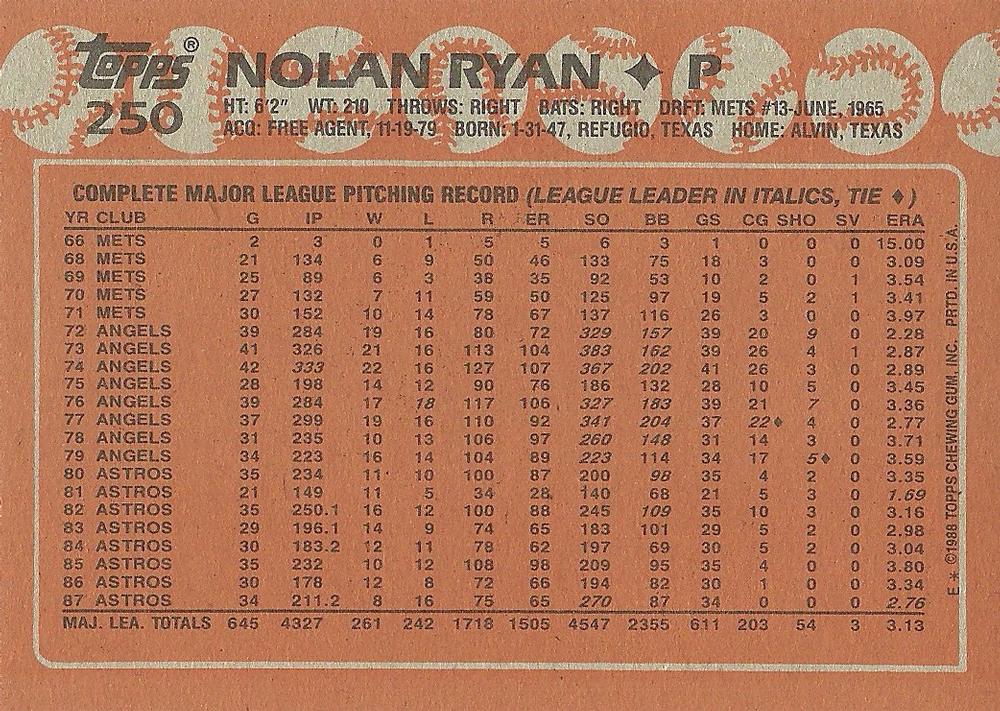 topps® NOLAN RYAN ♦ P
250 HT: 6'2" WT: 210 THROWS: RIGHT BATS: RIGHT DRFT: METS #13-JUNE, 1965
ACQ: FREE AGENT, 11-19-79 BORN: 1-31-47, REFUGIO, TEXAS HOME: ALVIN, TEXAS
COMPLETE MAJOR LEAGUE PITCHING RECORD (LEAGUE LEADER IN ITALICS, TIE ♦)
YR CLUB G IP W L R ER SO BB GS CG SHO SV ERA
66 METS 2 3 0 1 5 5 6 3 1 0 0 0 15.00
68 METS 21 134 6 9 50 46 133 75 18 3 0 0 3.09
69 METS 25 89 6 3 38 35 92 53 10 2 0 1 3.54
70 METS 27 132 7 11 59 50 125 97 19 5 2 1 3.41
71 METS 30 152 10 14 78 67 137 116 26 3 0 0 3.97
72 ANGELS 39 284 19 16 80 72 329 157 39 20 9 0 2.28
73 ANGELS 41 326 21 16 113 104 383 162 39 26 4 1 2.87
74 ANGELS 42 333 22 16 127 107 367 202 41 26 3 0 2.89
75 ANGELS 28 198 14 12 90 76 186 132 28 10 5 0 3.45
76 ANGELS 39 284 17 18 117 106 327 183 39 21 7 0 3.36
77 ANGELS 37 299 19 16 110 92 341 204 37 22♦ 4 0 2.77
78 ANGELS 31 235 10 13 106 97 260 148 31 14 3 0 3.71
79 ANGELS 34 223 16 14 104 89 223 114 34 17 5♦ 0 3.59
80 ASTROS 35 234 11 10 100 87 200 98 35 4 2 0 3.35
81 ASTROS 21 149 11 5 34 28 140 68 21 5 3 0 1.69
82 ASTROS 35 250.1 16 12 100 88 245 109 35 10 3 0 3.16
83 ASTROS 29 196.1 14 9 74 65 183 101 29 5 2 0 2.98
84 ASTROS 30 183.2 12 11 78 62 197 69 30 5 2 0 3.04
85 ASTROS 35 232 10 12 108 98 209 95 35 4 0 0 3.80
86 ASTROS 30 178 12 8 72 66 194 82 30 1 0 0 3.34
87 ASTROS 34 211.2 8 16 75 65 270 87 34 0 0 0 2.76
MAJ. LEA. TOTALS 645 4327 261 242 1718 1505 4547 2355 611 203 54 3 3.13
E * ©1988 TOPPS CHEWING GUM, INC. PRTD. IN U.S.A.